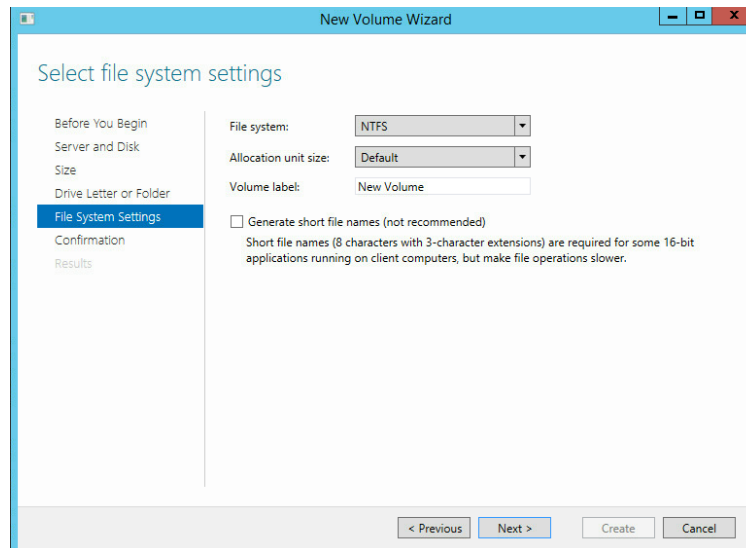 New Volume Wizard
Select file system settings
Before You Begin
Server and Disk
Size
Drive Letter or Folder
File System Settings
Confirmation
Results
File system:
NTFS
Allocation unit size:
Default
Volume label:
New Volume
Generate short file names (not recommended)
Short file names (8 characters with 3-character extensions) are required for some 16-bit
applications running on client computers, but make file operations slower.
< Previous
Next >
Create
Cancel